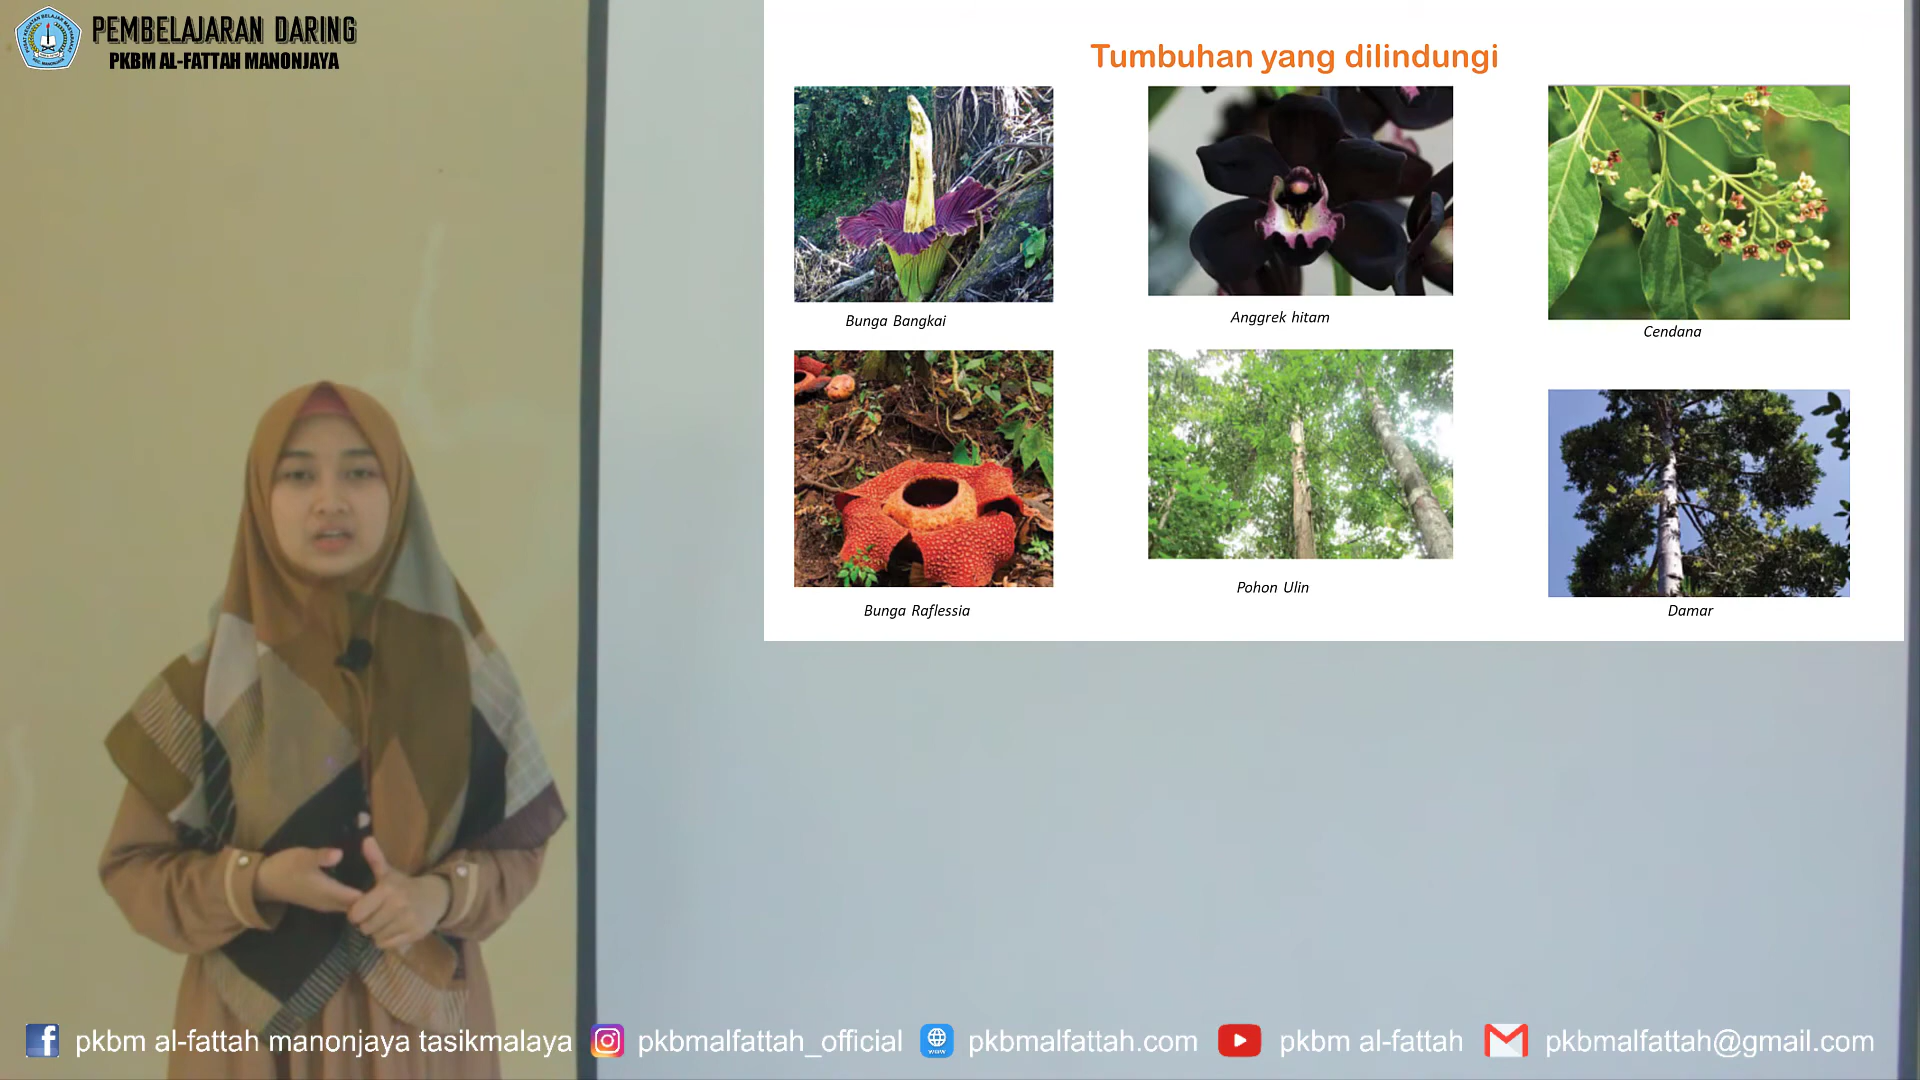 PEMBELAJARAN DARING
PKBM AL-FATTAH MANONJAYA
Tumbuhan yang dilindungi
Bunga Bangkai
Anggrek hitam
Cendana
Bunga Raflessia
Pohon Ulin
Damar
pkbm al-fattah manonjaya tasikmalaya
pkbmalfattah_official
pkbmalfattah.com
pkbm al-fattah
pkbmalfattah@gmail.com